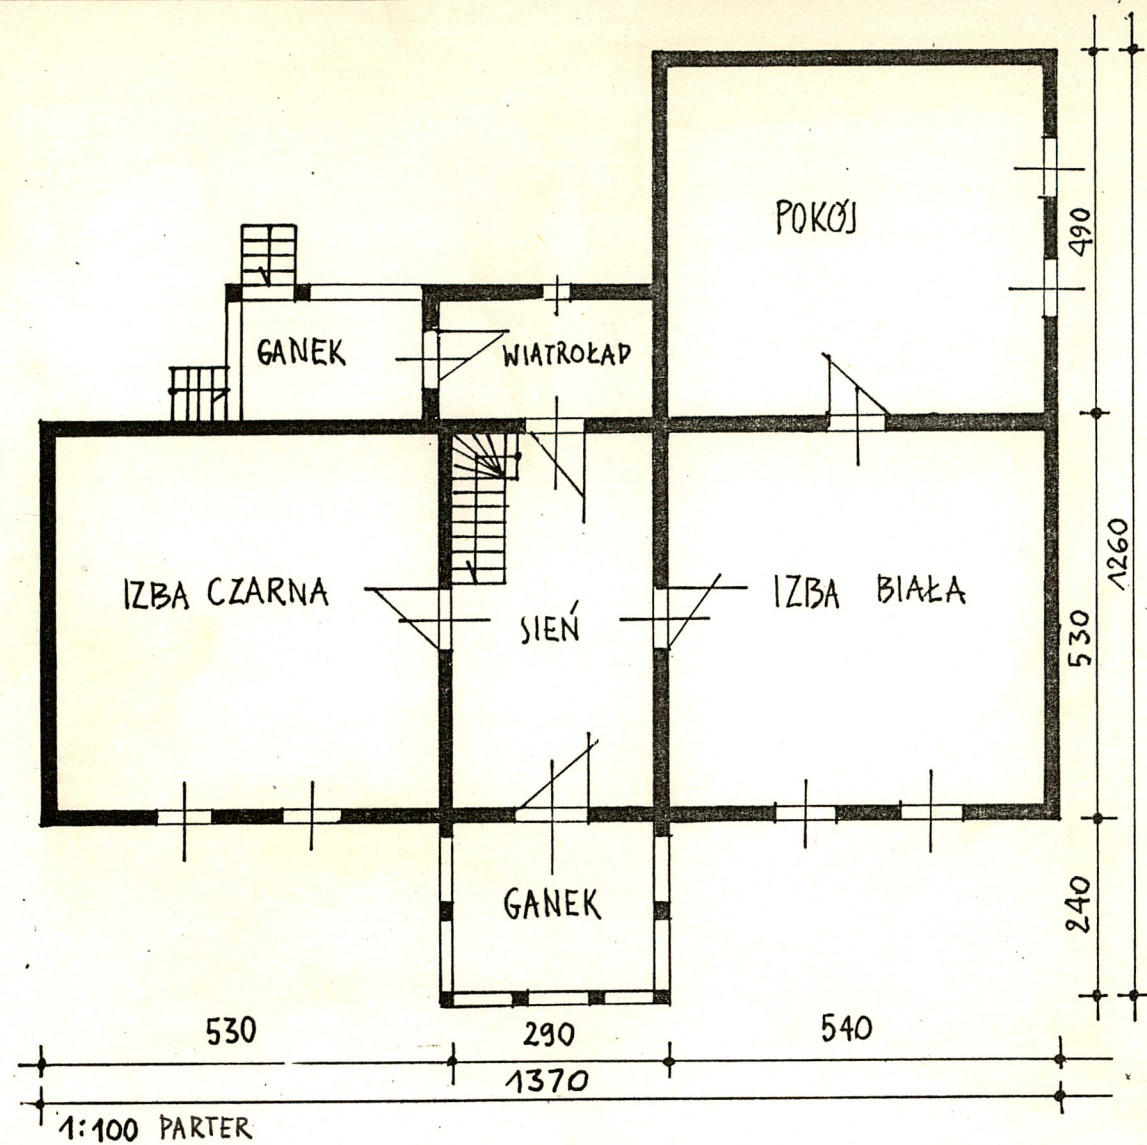 POKÓJ
490
GANEK
WIATROŁAP
1260
IZBA CZARNA
SIEŃ
IZBA BIAŁA
530
GANEK
240
530
290
540
1370
1:100 PARTER